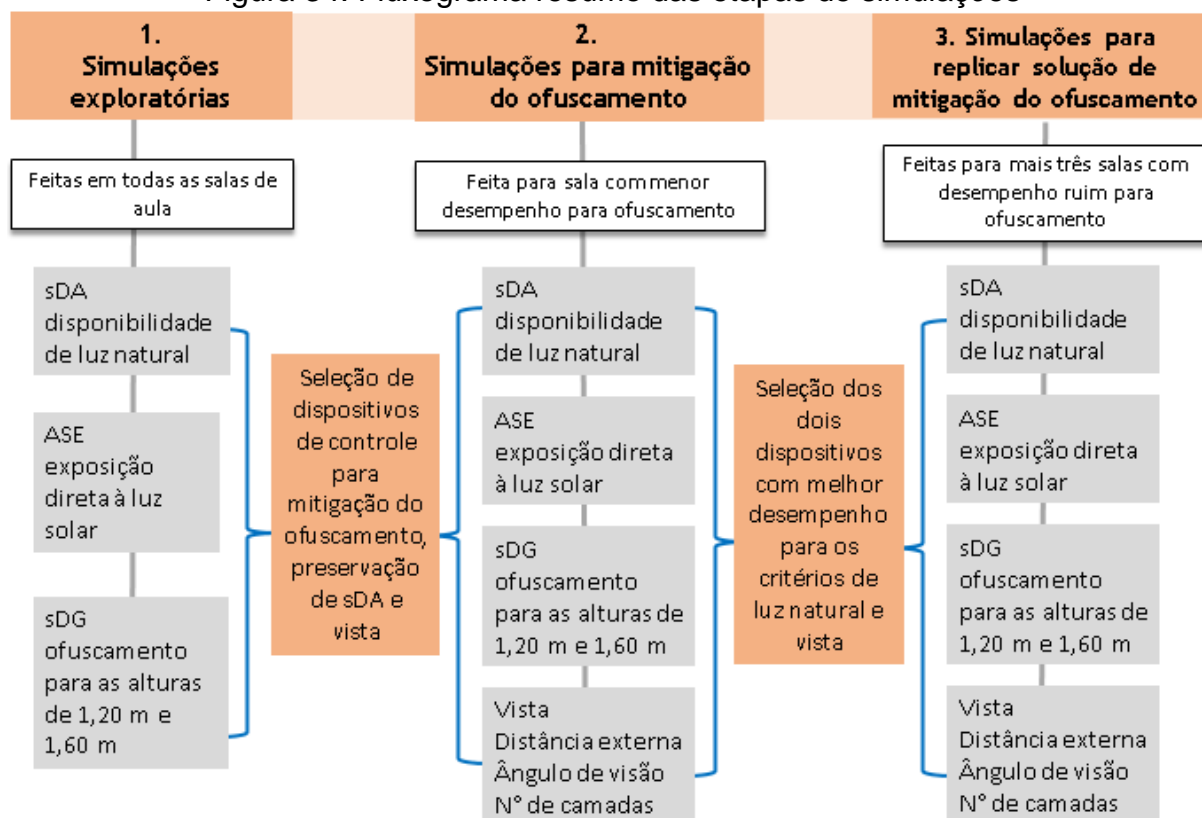 1.
Simulações
exploratórias
Feitas em todas as salas de
aula
sDA
disponibilidade
de luz natural
ASE
exposição
direta à luz
solar
sDG
ofuscamento
para as alturas
de 1,20 m e
1,60 m
Seleção de
dispositivos
de controle
para
mitigação do
ofuscamento,
preservação
de sDA e
vista
2.
Simulações para mitigação
do ofuscamento
Feita para sala com menor
desempenho para ofuscamento
sDA
disponibilidade
de luz natural
ASE
exposição direta
à luz solar
sDG
ofuscamento
para as alturas de
1,20 m e 1,60 m
Vista
Distância externa
Ângulo de visão
N° de camadas
Seleção dos
dois
dispositivos
com melhor
desempenho
para os
critérios de
luz natural e
vista
3. Simulações para
replicar solução de
mitigação do ofuscamento
Feitas para mais três salas com
desempenho ruim para
ofuscamento
sDA
disponibilidade
de luz natural
ASE
exposição direta
à luz solar
sDG
ofuscamento
para as alturas de
1,20 m e 1,60 m
Vista
Distância externa
Ângulo de visão
N° de camadas